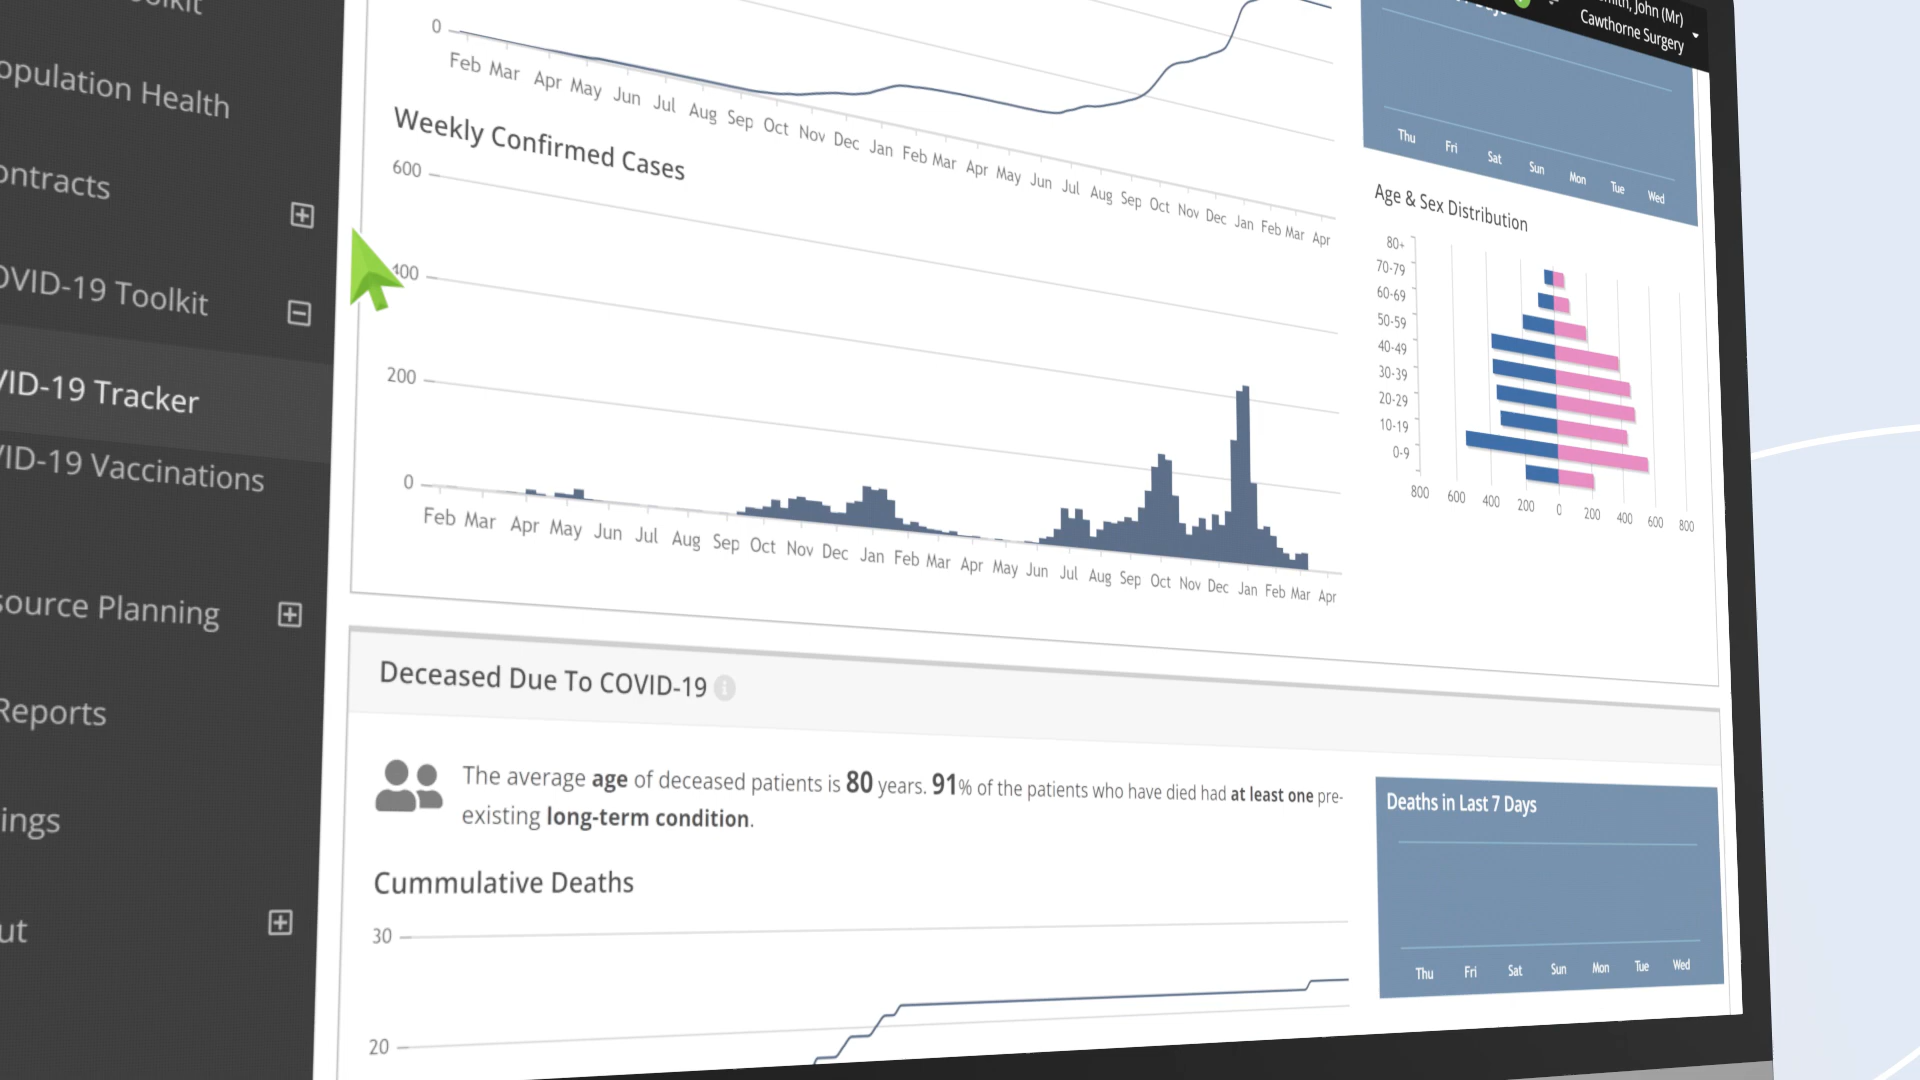 opulation Health
ontracts
OVID-19 Toolkit
VID-19 Tracker
VID-19 Vaccinations
source Planning
Reports
ings
ut
John (Mr)
Cawthorne Surgery
0
Feb Mar Apr May Jun Jul Aug Sep Oct Nov Dec Jan Feb Mar Apr May Jun Jul Aug Sep Oct Nov Dec Jan Feb Mar Apr
Weekly Confirmed Cases
600
400
200
0
Feb Mar Apr May Jun Jul Aug Sep Oct Nov Dec Jan Feb Mar Apr May Jun Jul Aug Sep Oct Nov Dec Jan Feb Mar Apr
Thu Fri Sat Sun Mon Tue Wed
Age & Sex Distribution
80+
70-79
60-69
50-59
40-49
30-39
20-29
10-19
0-9
800 600 400 200 0 200 400 600 800
Deceased Due To COVID-19
The average age of deceased patients is 80 years. 91% of the patients who have died had at least one pre-
existing long-term condition.
Cummulative Deaths
30
20
Deaths in Last 7 Days
Thu Fri Sat Sun Mon Tue Wed